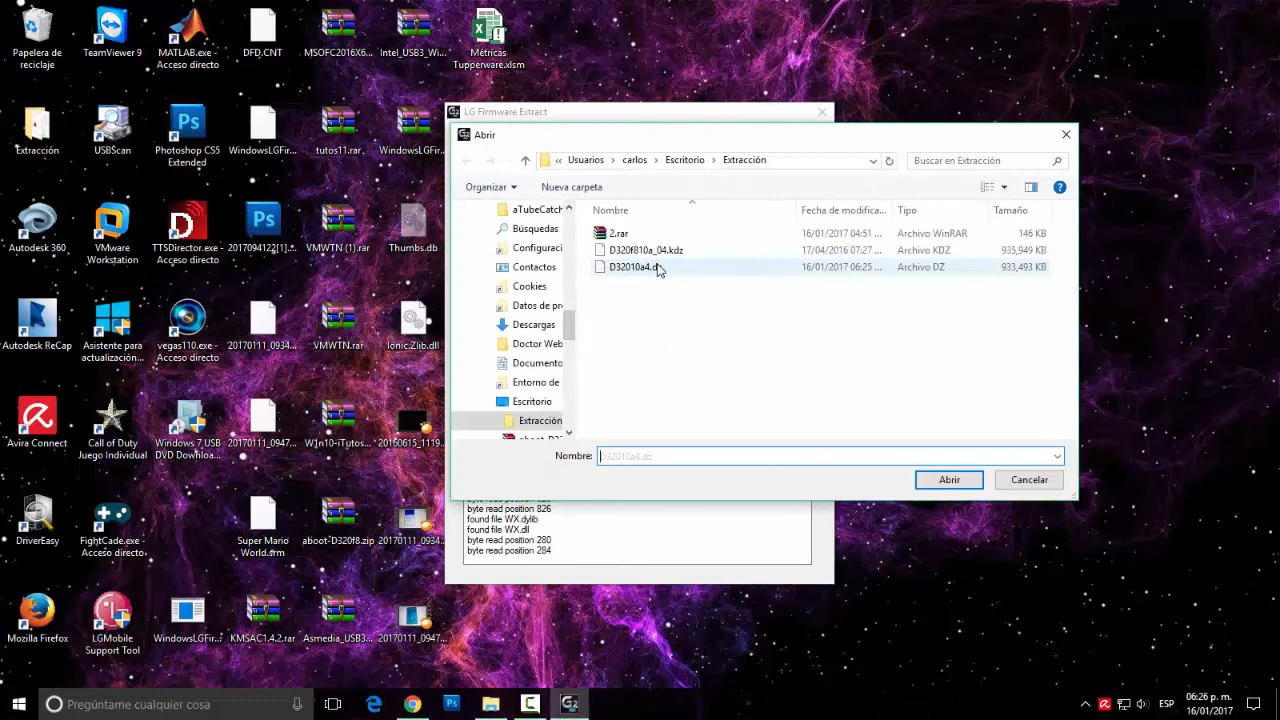 Papelera de reciclaje
TeamViewer 9
MATLAB.exe - Acceso directo
DFD.CNT
MSOFC2016X6...
Intel_USB3_Wi...
Métricas Tupperware.xlsm
Extracción
USBScan
Photoshop CS5 Extended
WindowsLGFir...
tutos11.rar
WindowsLGFir...
Autodesk 360
VMware Workstation
TTSDirector.exe - Acceso directo
2017094122[1]...
VMWTN (1).rar
Thumbs.db
Autodesk ReCap
Asistente para actualización...
vegas110.exe - Acceso directo
20170111_0934...
VMWTN.rar
Ionic.Zlib.dll
Avira Connect
Call of Duty Juego Individual
Windows 7 USB DVD Downloa...
20170111_0947...
W1n10-iTutos...
20160615_1119...
DriverEasy
FightCade.exe - Acceso directo
Super Mario World.srm
aboot-D320f8.zip
20170111_0934...
Mozilla Firefox
LGMobile Support Tool
WindowsLGFir...
KMSAC1.4.2.rar
Asmedia_USB3...
20170111_0947...
LG Firmware Extract
Abrir
« Usuarios > carlos > Escritorio > Extracción
Buscar en Extracción
Organizar
Nueva carpeta
Nombre
Fecha de modifica...
Tipo
Tamaño
aTubeCatch
Búsquedas
Configuraci
Contactos
Cookies
Datos de pr
Descargas
Doctor Web
Documento
Entorno de
Escritorio
Extracción
2.rar 16/01/2017 04:51 ... Archivo WinRAR 146 KB
D320f810a_04.kdz 17/04/2016 07:27 ... Archivo KDZ 935,949 KB
D32010a4.d 16/01/2017 06:25 ... Archivo DZ 933,493 KB
Nombre:
D32010a4.dz
Abrir
Cancelar
byte read position 826
found file WX.dylib
found file WX.dll
byte read position 280
byte read position 284
Pregúntame cualquier cosa
ESP
06:26 p. m.
16/01/2017